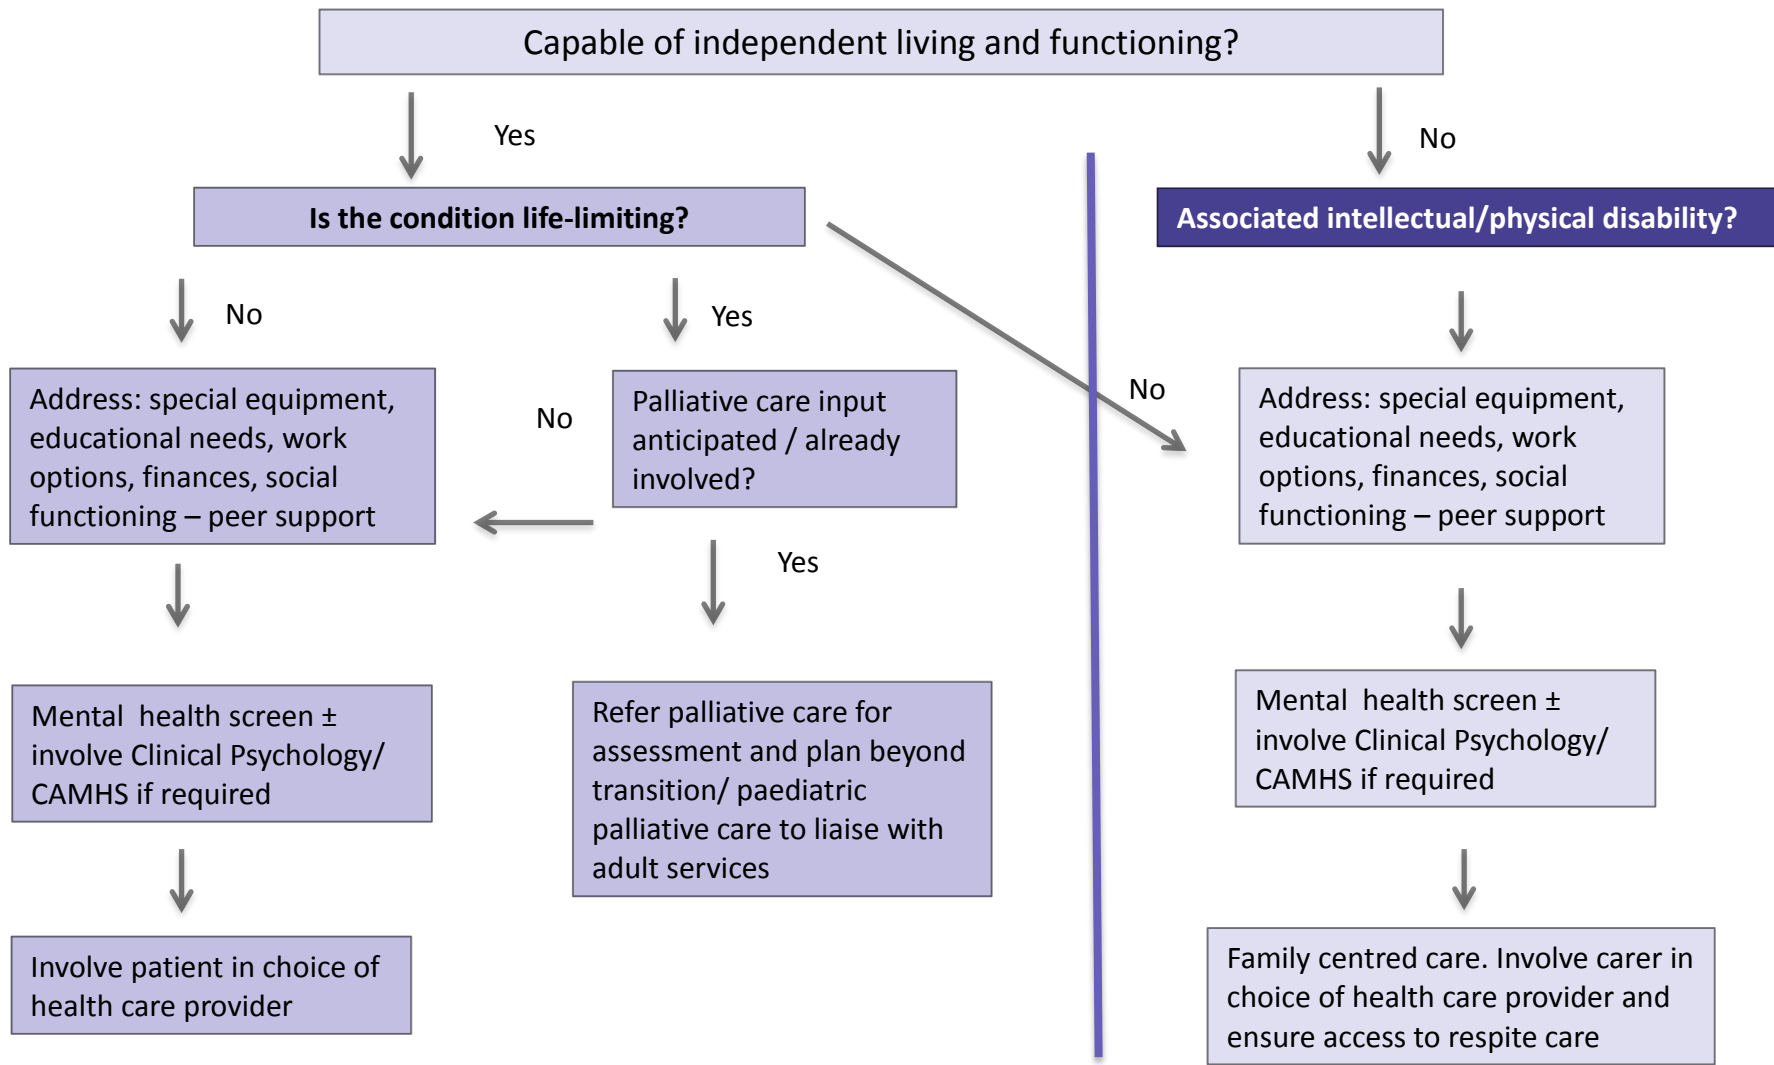 Capable of independent living and functioning?
Yes
No
Is the condition life-limiting?
Associated intellectual/physical disability?
No
Yes
Address: special equipment,
educational needs, work
options, finances, social
functioning – peer support
No
Palliative care input
anticipated / already
involved?
No
Address: special equipment,
educational needs, work
options, finances, social
functioning – peer support
Yes
Mental  health screen ±
involve Clinical Psychology/
CAMHS if required
Refer palliative care for
assessment and plan beyond
transition/ paediatric
palliative care to liaise with
adult services
Mental  health screen ±
involve Clinical Psychology/
CAMHS if required
Involve patient in choice of
health care provider
Family centred care. Involve carer in
choice of health care provider and
ensure access to respite care